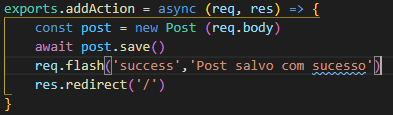 exports.addAction = async (req, res) => {
const post = new Post (req.body)
await post.save()
req.flash('success','Post salvo com sucesso')
res.redirect('/')
}